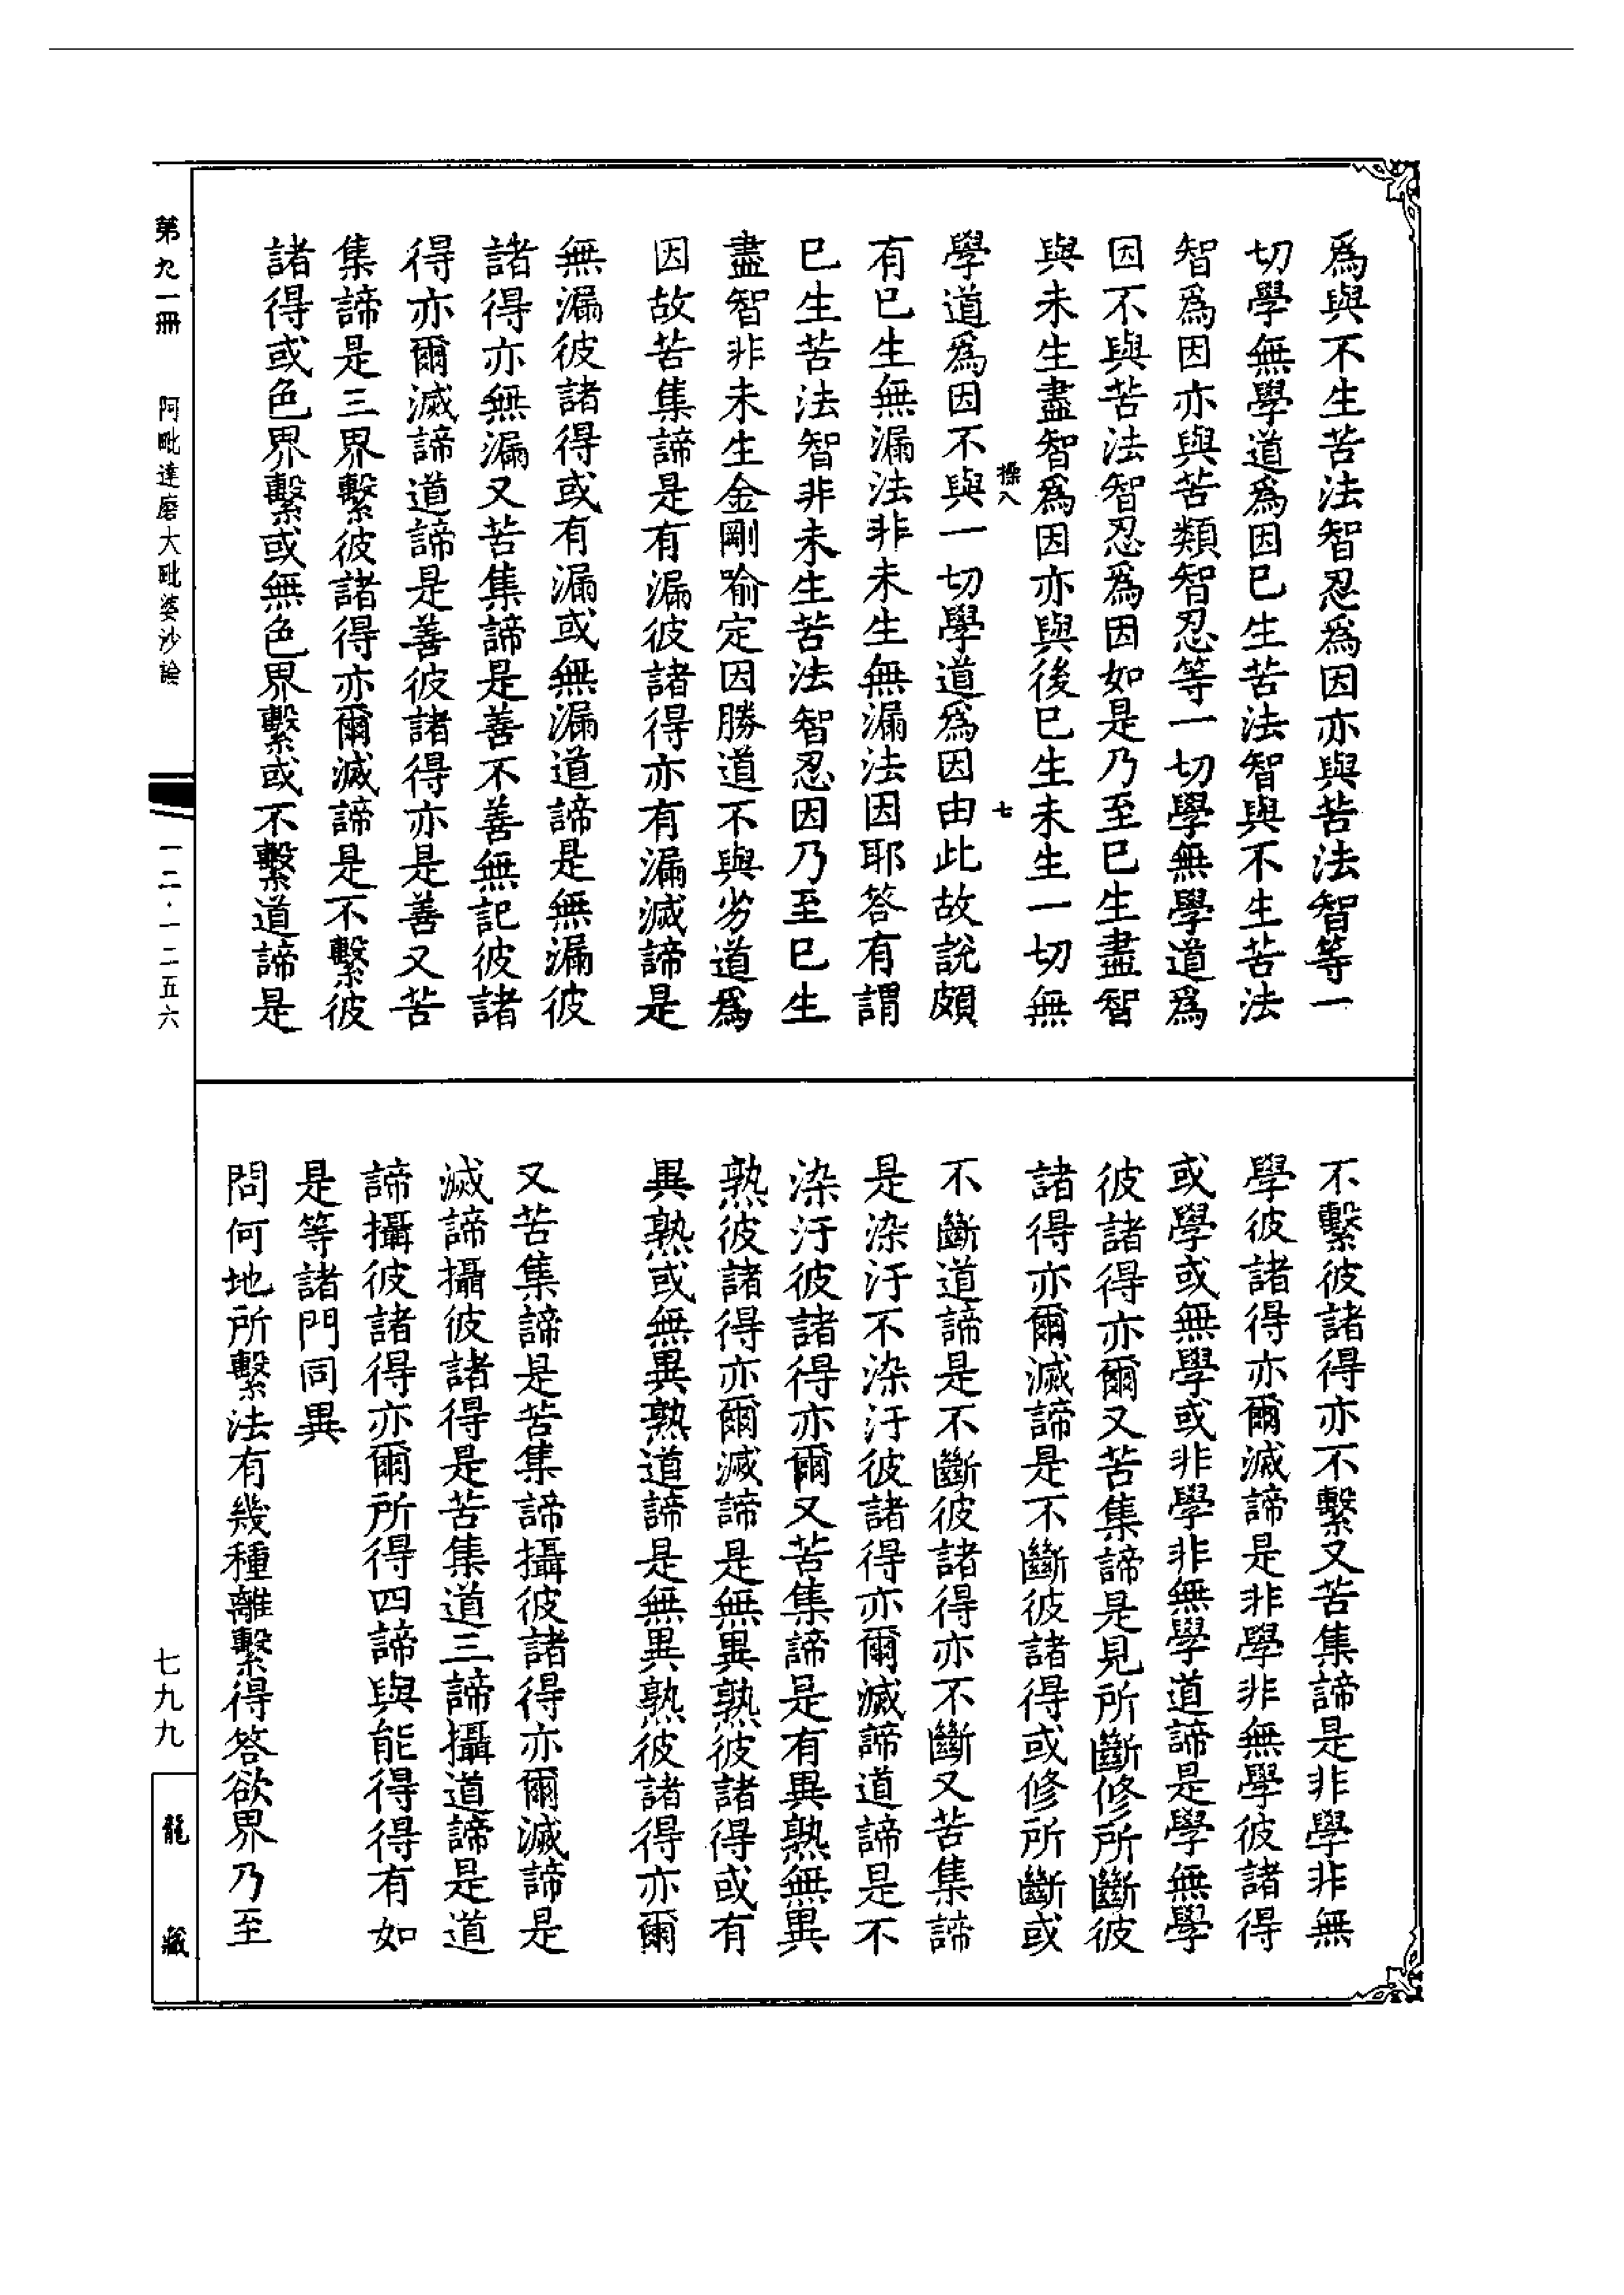 爲與不生苦法智忍爲因亦與苦法智等一
切學無學道爲因已生苦法智與不生苦法
智爲因亦與苦類智忍等一切學無學道爲
因不與苦法智忍爲因如是乃至已生盡智
與未生盡智爲因亦與後已生未生一切無
操八
七
學道爲因不與一切學道爲因由此故說頗
有已生無漏法非未生無漏法因耶答有謂
已生苦法智非未生苦法智忍因乃至已生
盡智非未生金剛喻定因勝道不與劣道爲
因故苦集諦是有漏彼諸得亦有漏滅諦是
無漏彼諸得或有漏或無漏道諦是無漏彼
諸得亦無漏又苦集諦是善不善無記彼諸
得亦爾滅諦道諦是善彼諸得亦是善又苦
集諦是三界繫彼諸得亦爾滅諦是不繫彼
諸得或色界繫或無色界繫或不繫道諦是
不繫彼諸得亦不繫又苦集諦是非學非無
學彼諸得亦爾滅諦是非學非無學彼諸得
或學或無學或非學非無學道諦是學無學
彼諸得亦爾又苦集諦是見所斷修所斷彼
諸得亦爾滅諦是不斷彼諸得或修所斷或
不斷道諦是不斷彼諸得亦不斷又苦集諦
是染汙不染汙彼諸得亦爾滅諦道諦是不
染汙彼諸得亦爾又苦集諦是有異熟無異
熟彼諸得亦爾滅諦是無異熟彼諸得或有
異熟或無異熟道諦是無異熟彼諸得亦爾
又苦集諦是苦集諦攝彼諸得亦爾滅諦是
滅諦攝彼諸得是苦集道三諦攝道諦是道
諦攝彼諸得亦爾所得四諦與能得得有如
是等諸門同異
問何地所繫法有幾種離繫得答欲界乃至
第九一冊　阿毗達磨大毗婆沙論
一二·一二五六
七九九
龍藏